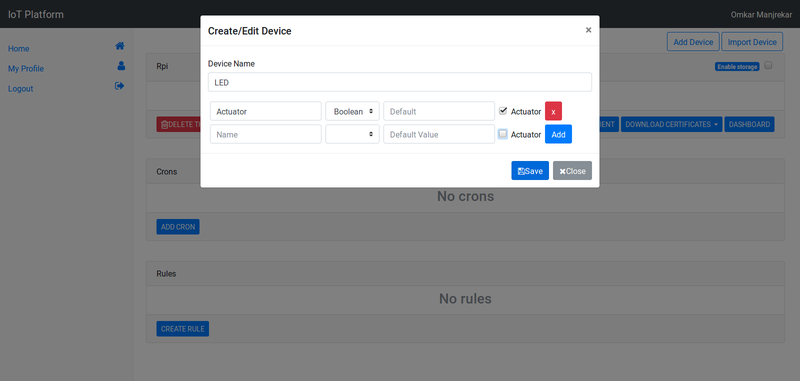 IoT Platform
Omkar Manjrekar
Home
My Profile
Logout
Add Device
Import Device
Rpi
Enable storage
Create/Edit Device
×
Device Name
LED
Actuator
Boolean
Default
Actuator
x
Name
Default Value
Actuator
Add
Save
Close
DELETE
DOWNLOAD CERTIFICATES
DASHBOARD
Crons
No crons
ADD CRON
Rules
No rules
CREATE RULE